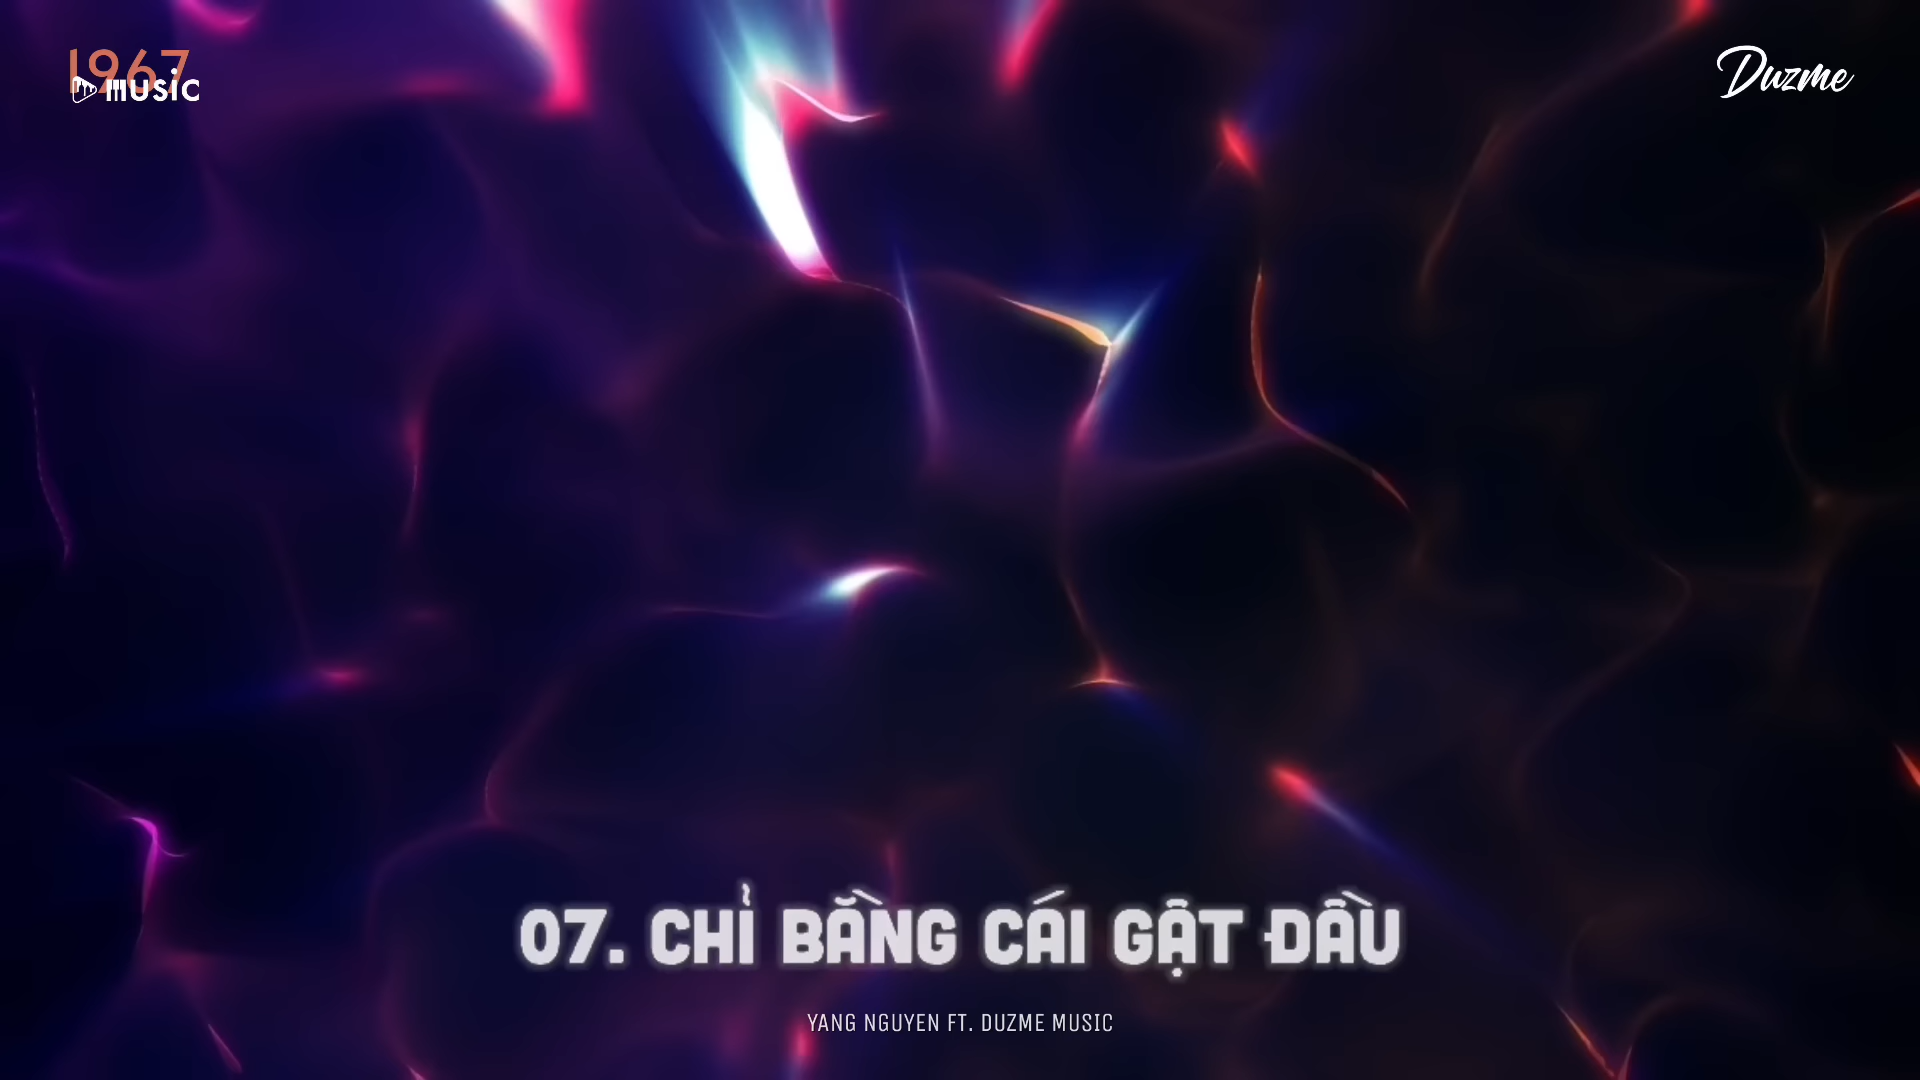 1967
music
Duzme
07. CHỈ BẰNG CÁI GẬT ĐẦU
YANG NGUYEN FT. DUZME MUSIC